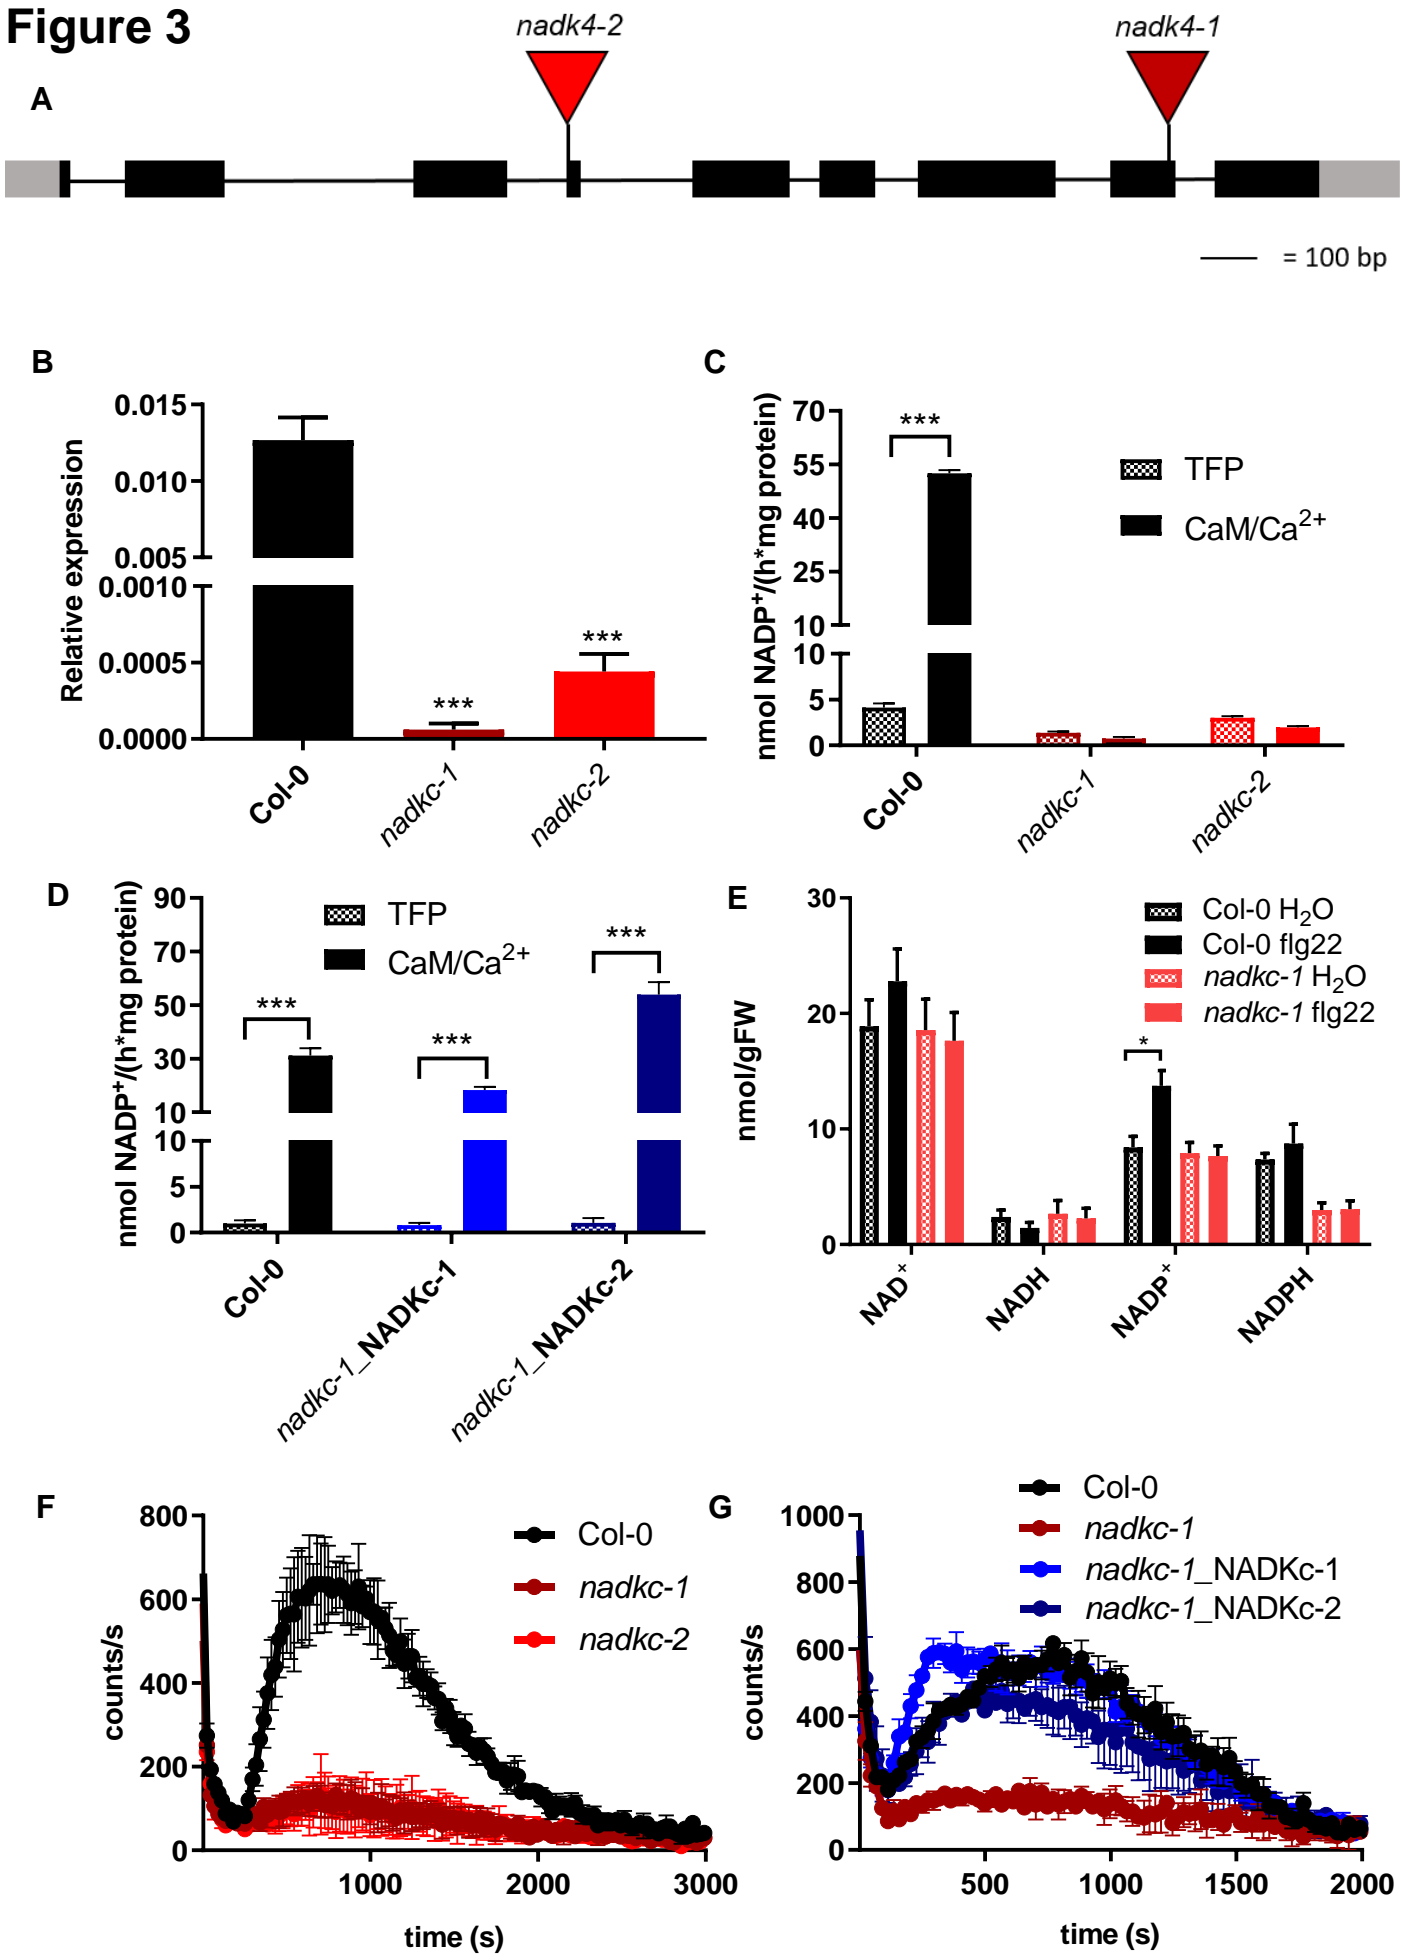 Figure 3
nadk4-2
nadk4-1
A
= 100 bp
B
Relative expression
0.015
0.010
0.005
0.0010
0.0005
0.0000
***
***
Col-0
nadkc-1
nadkc-2
C
nmol NADP⁺/(h*mg protein)
70
55
40
25
10
10
5
0
***
TFP
CaM/Ca²⁺
Col-0
nadkc-1
nadkc-2
D
nmol NADP⁺/(h*mg protein)
90
70
50
30
10
10
5
0
TFP
CaM/Ca²⁺
***
***
***
Col-0
nadkc-1_NADKc-1
nadkc-1_NADKc-2
E
nmol/gFW
30
20
10
0
Col-0 H₂O
Col-0 flg22
nadkc-1 H₂O
nadkc-1 flg22
*
NAD⁺
NADH
NADP⁺
NADPH
F
counts/s
800
600
400
200
0
Col-0
nadkc-1
nadkc-2
1000
2000
3000
time (s)
G
counts/s
1000
800
600
400
200
0
Col-0
nadkc-1
nadkc-1_NADKc-1
nadkc-1_NADKc-2
500
1000
1500
2000
time (s)